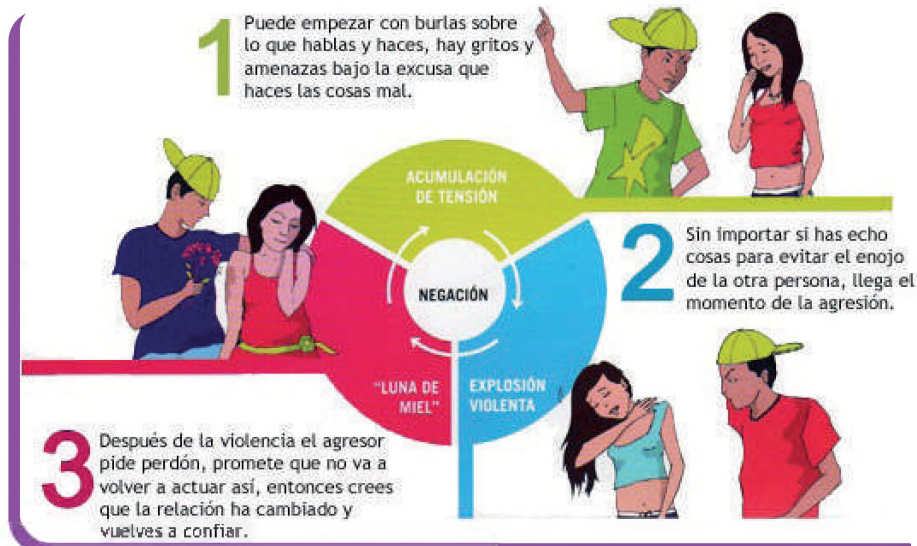 1
Puede empezar con burlas sobre
lo que hablas y haces, hay gritos y
amenazas bajo la excusa que
haces las cosas mal.
ACUMULACIÓN
DE TENSIÓN
2
Sin importar si has echo
cosas para evitar el enojo
de la otra persona, llega el
momento de la agresión.
NEGACIÓN
"LUNA DE
MIEL"
EXPLOSIÓN
VIOLENTA
3
Después de la violencia el agresor
pide perdón, promete que no va a
volver a actuar así, entonces crees
que la relación ha cambiado y
vuelves a confiar.